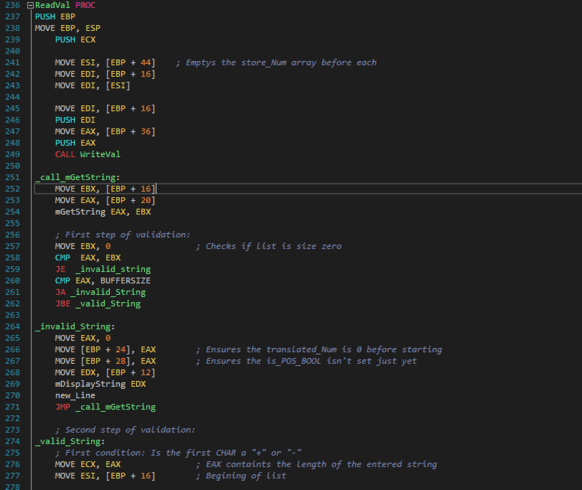 236 ReadVal PROC
237 PUSH EBP
238 MOVE EBP, ESP
239 PUSH ECX
240
241 MOVE ESI, [EBP + 44] ; Emptys the store_Num array before each
242 MOVE EDI, [EBP + 16]
243 MOVE EDI, [ESI]
244
245 MOVE EDI, [EBP + 16]
246 PUSH EDI
247 MOVE EAX, [EBP + 36]
248 PUSH EAX
249 CALL WriteVal
250
251 _call_mGetString:
252 MOVE EBX, [EBP + 16]
253 MOVE EAX, [EBP + 20]
254 mGetString EAX, EBX
255
256 ; First step of validation:
257 MOVE EBX, 0 ; Checks if list is size zero
258 CMP EAX, EBX
259 JE _invalid_string
260 CMP EAX, BUFFERSIZE
261 JA _invalid_String
262 JBE _valid_String
263
264 _invalid_String:
265 MOVE EAX, 0
266 MOVE [EBP + 24], EAX ; Ensures the translated_Num is 0 before starting
267 MOVE [EBP + 28], EAX ; Ensures the is_POS_BOOL isn't set just yet
268 MOVE EDX, [EBP + 12]
269 mDisplayString EDX
270 new_Line
271 JMP _call_mGetString
272
273 ; Second step of validation:
274 _valid_String:
275 ; First condition: Is the first CHAR a "+" or "-"
276 MOVE ECX, EAX ; EAX containts the length of the entered string
277 MOVE ESI, [EBP + 16] ; Begining of list
278